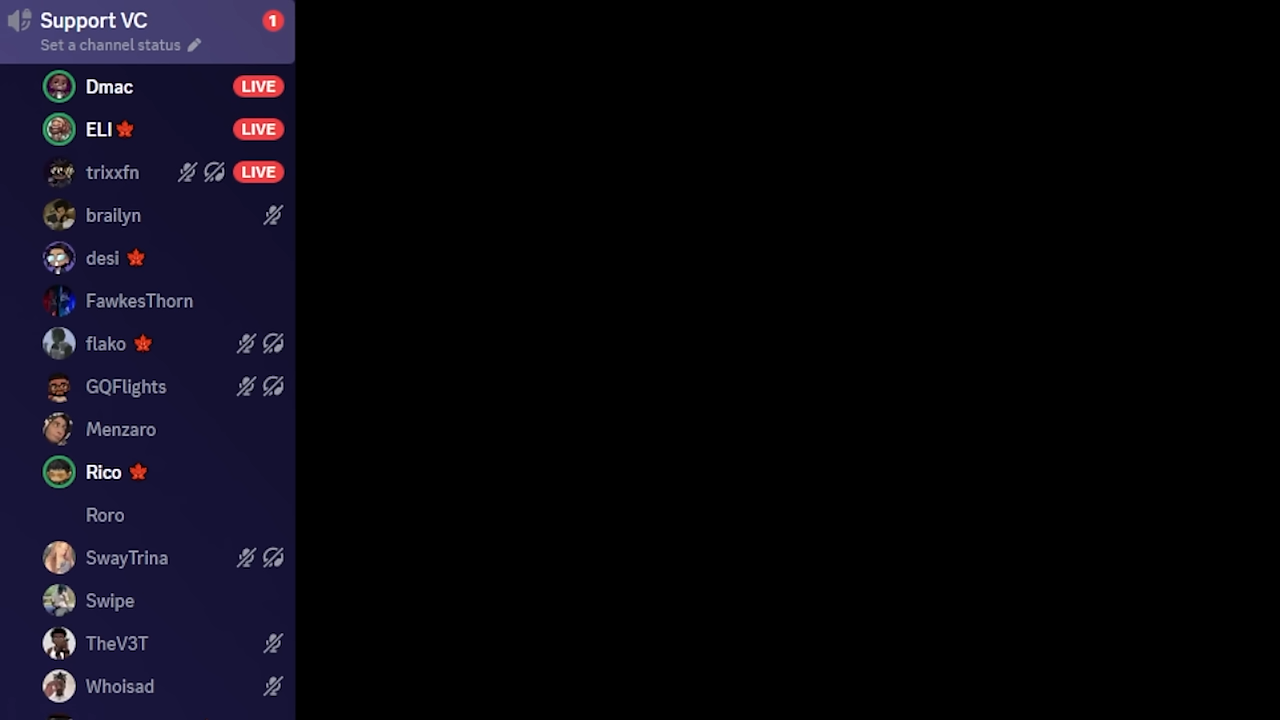 Support VC
1
Set a channel status
Dmac LIVE
ELI LIVE
trixxfn LIVE
brailyn
desi
FawkesThorn
flako
GQFlights
Menzaro
Rico
Roro
SwayTrina
Swipe
TheV3T
Whoisad